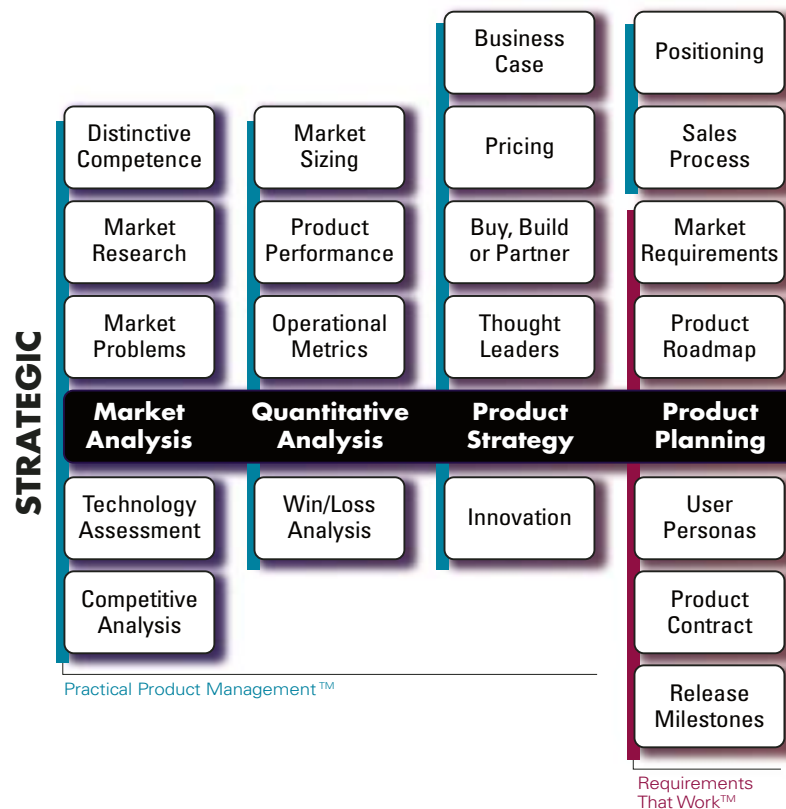 STRATEGIC
Distinctive
Competence
Market
Research
Market
Problems
Market
Analysis
Technology
Assessment
Competitive
Analysis
Market
Sizing
Product
Performance
Operational
Metrics
Quantitative
Analysis
Win/Loss
Analysis
Business
Case
Pricing
Buy, Build
or Partner
Thought
Leaders
Product
Strategy
Innovation
Positioning
Sales
Process
Market
Requirements
Product
Roadmap
Product
Planning
User
Personas
Product
Contract
Release
Milestones
Practical Product Management™
Requirements
That Work™